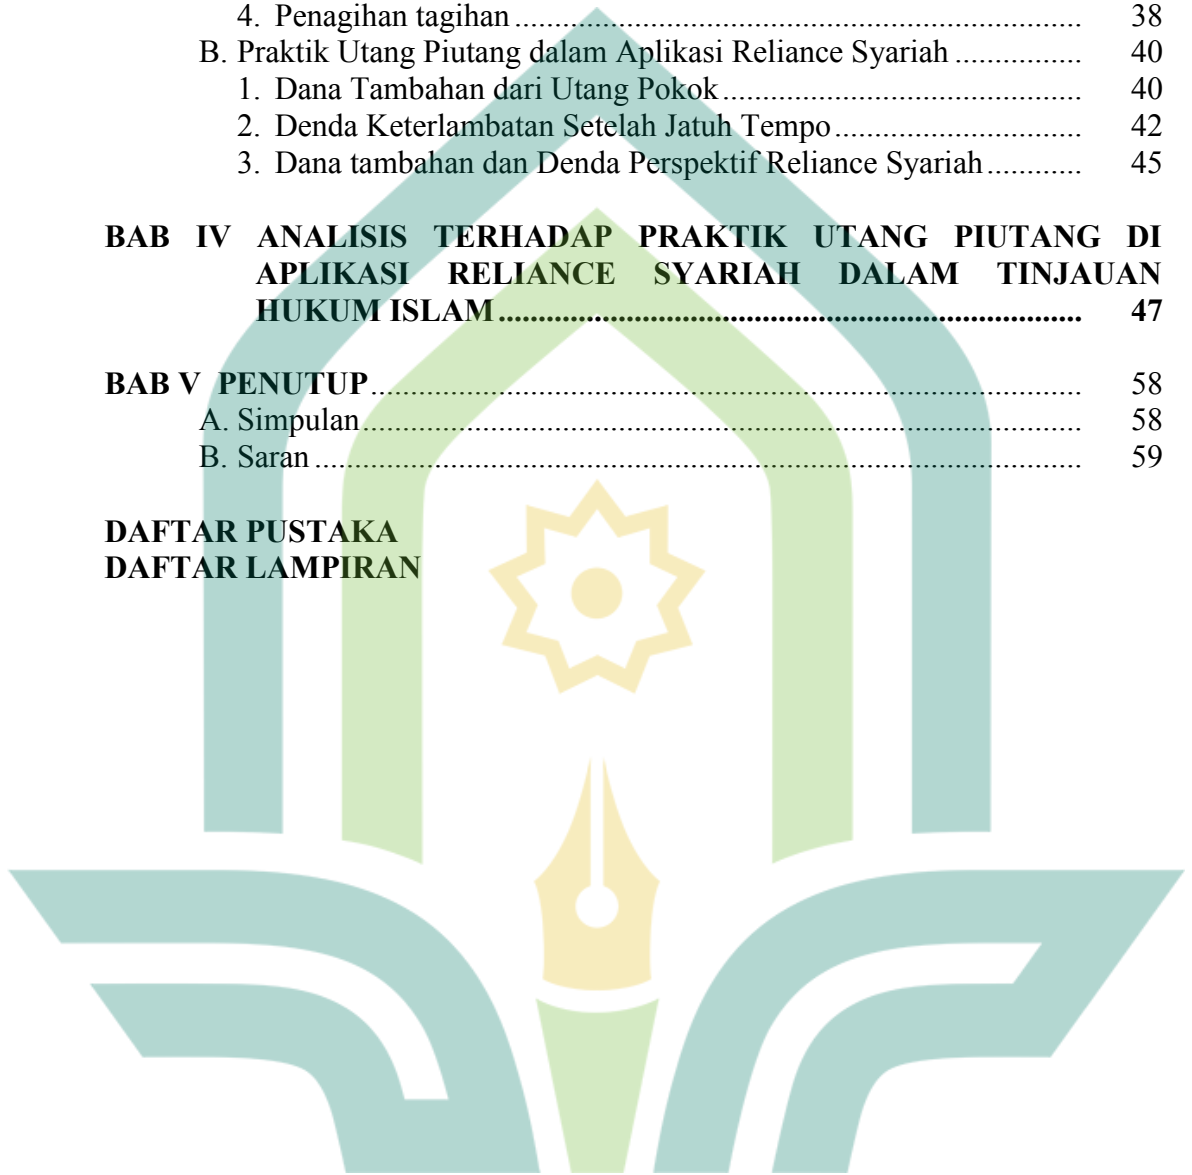 4. Penagihan tagihan........................................................................ 38
B. Praktik Utang Piutang dalam Aplikasi Reliance Syariah ................ 40
1. Dana Tambahan dari Utang Pokok.............................................. 40
2. Denda Keterlambatan Setelah Jatuh Tempo................................ 42
3. Dana tambahan dan Denda Perspektif Reliance Syariah............ 45
BAB IV ANALISIS TERHADAP PRAKTIK UTANG PIUTANG DI
APLIKASI RELIANCE SYARIAH DALAM TINJAUAN
HUKUM ISLAM.......................................................................... 47
BAB V PENUTUP.......................................................................................... 58
A. Simpulan............................................................................................ 58
B. Saran.................................................................................................. 59
DAFTAR PUSTAKA
DAFTAR LAMPIRAN